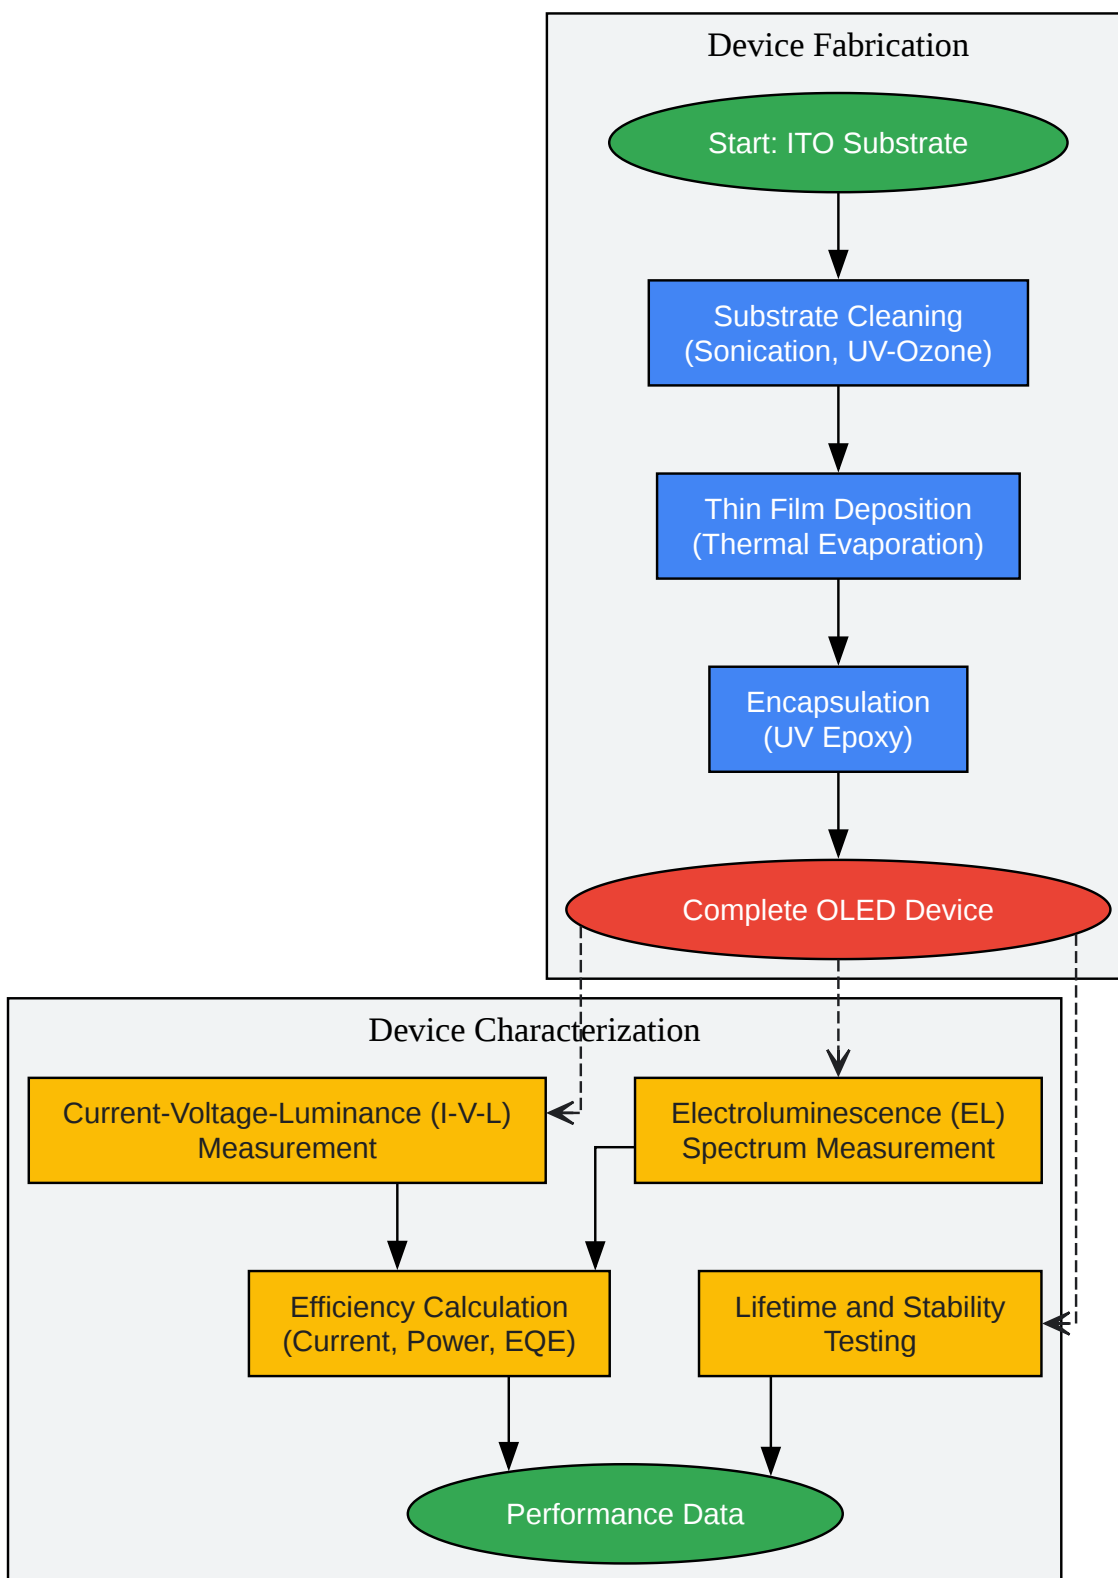 Device Fabrication
Start: ITO Substrate
Substrate Cleaning
(Sonication, UV-Ozone)
Thin Film Deposition
(Thermal Evaporation)
Encapsulation
(UV Epoxy)
Complete OLED Device
Device Characterization
Current-Voltage-Luminance (I-V-L)
Measurement
Electroluminescence (EL)
Spectrum Measurement
Efficiency Calculation
(Current, Power, EQE)
Lifetime and Stability
Testing
Performance Data